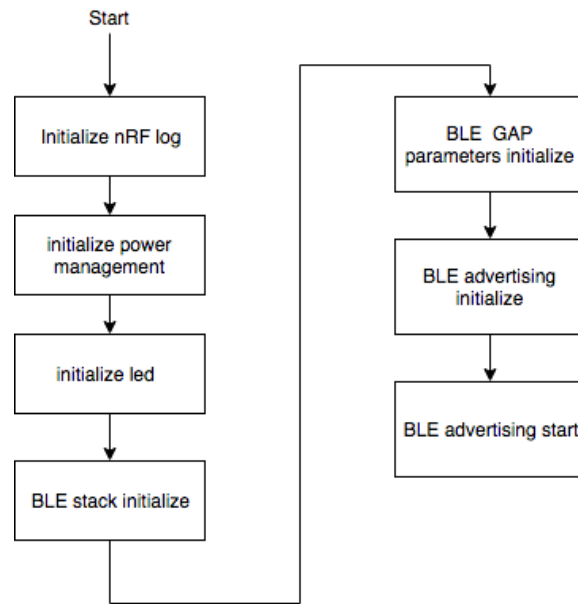 Start
Initialize nRF log
initialize power
management
initialize led
BLE stack initialize
BLE GAP
parameters initialize
BLE advertising
initialize
BLE advertising start